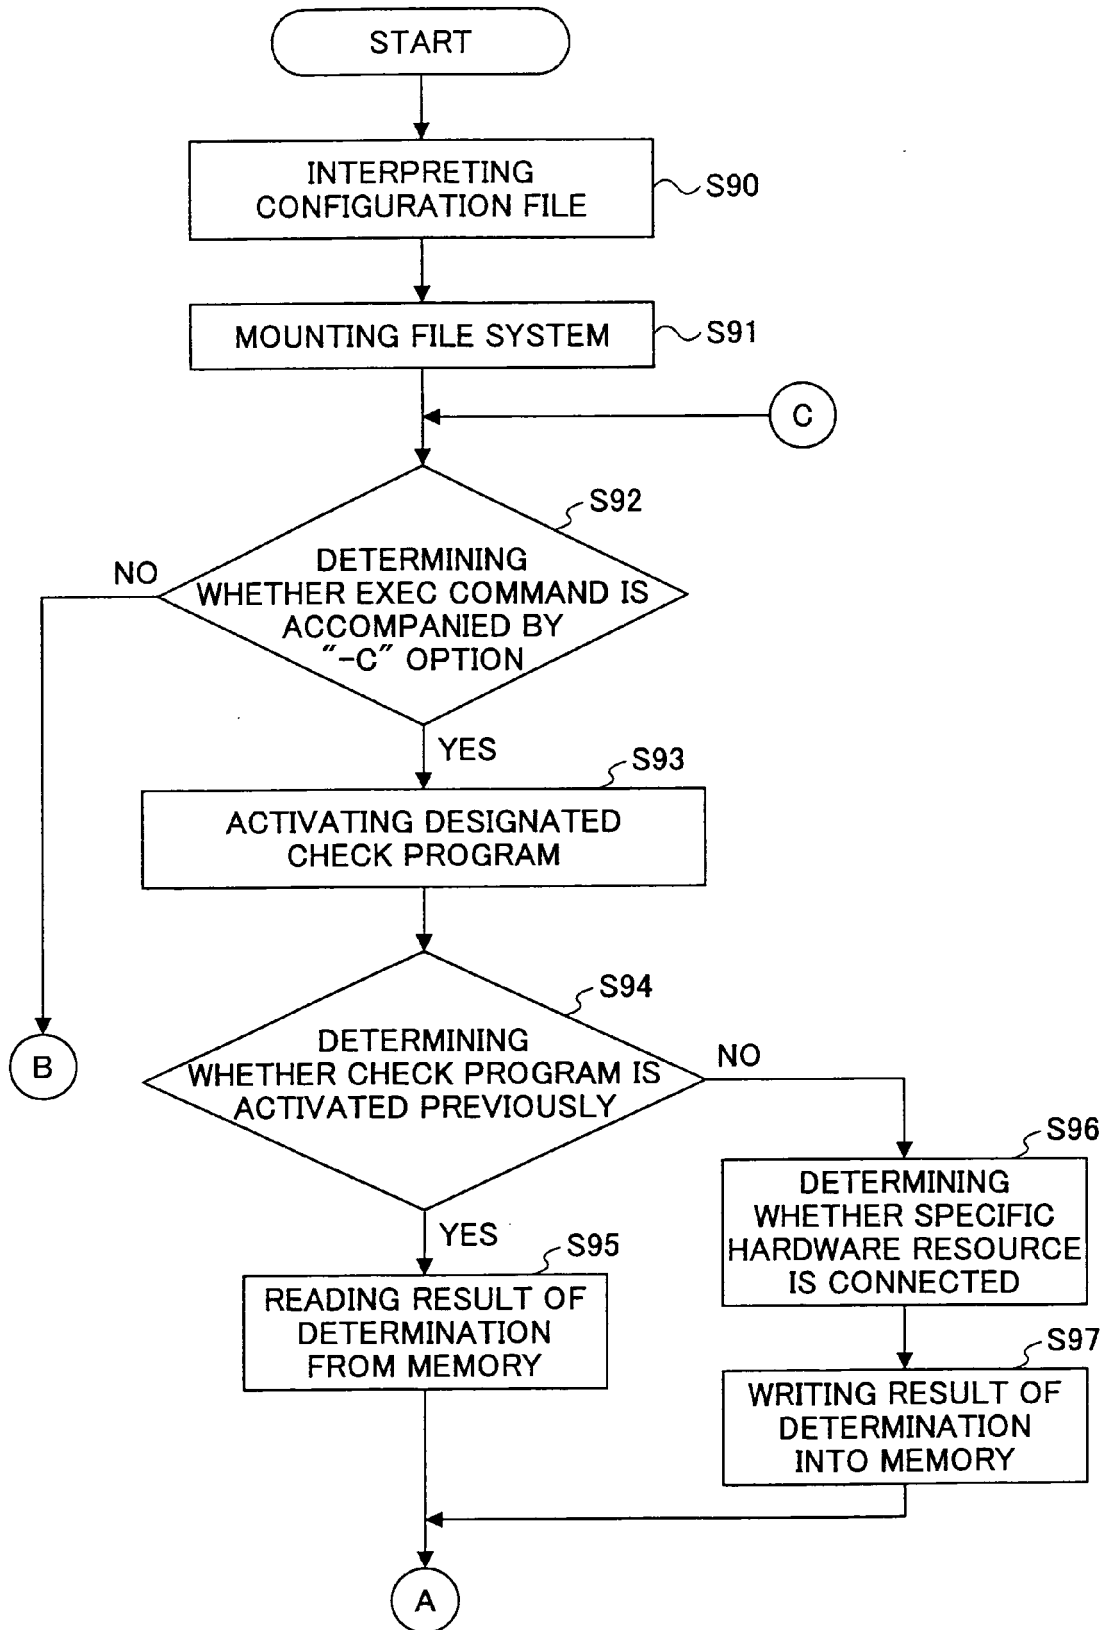 START
INTERPRETING
CONFIGURATION FILE
S90
MOUNTING FILE SYSTEM
S91
C
S92
DETERMINING
WHETHER EXEC COMMAND IS
ACCOMPANIED BY
"-C" OPTION
NO
YES
S93
ACTIVATING DESIGNATED
CHECK PROGRAM
B
S94
DETERMINING
WHETHER CHECK PROGRAM IS
ACTIVATED PREVIOUSLY
NO
YES
S96
DETERMINING
WHETHER SPECIFIC
HARDWARE RESOURCE
IS CONNECTED
S95
READING RESULT OF
DETERMINATION
FROM MEMORY
S97
WRITING RESULT OF
DETERMINATION
INTO MEMORY
A